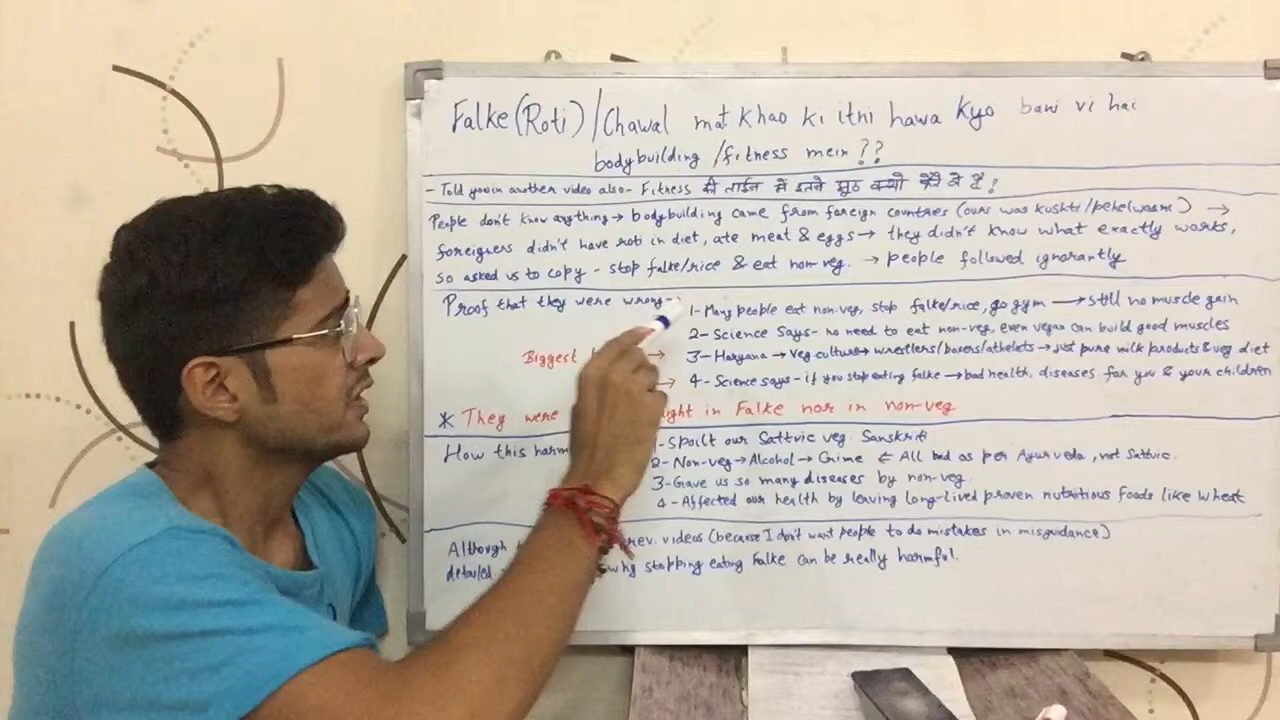 Falke(Roti)/Chawal mat khao ki itni hawa kyo bani vi hai
bodybuilding/fitness mein??
- Told you in another video also - Fitness की लाईन में इतने झूठ क्यो
People don't know anything → bodybuilding came from foreign countries (ours was kushti/pehelwaani) →
foreigners didn't have roti in diet, ate meat & eggs → they didn't know what exactly works,
so asked us to copy - stop falke/rice & eat non-veg. → people followed ignorantly
Proof that they were wrong- 1- Many people eat non-veg, stop falke/rice, go gym → still no muscle gain
2- Science says- no need to eat non-veg, even vegan can build good muscles
Biggest → 3- Haryana → veg culture → wrestlers/boxers/athelets → just pure milk products & veg diet
→ 4- Science says- if you stop eating falke → bad health, diseases for you & your children
* They were in Falke nor in non-veg
How this 1- Spoilt our Sattvic veg. Sanskriti
2- Non-veg → Alcohol → Crime ← All bad as per Ayurveda, not Sattvic.
3- Gave us so many diseases by non-veg
4- Affected our health by leaving long-lived proven nutritious foods like wheat
Although videos (because I don't want people to do mistakes in misguidance)
detailed why stopping eating Falke can be really harmful.